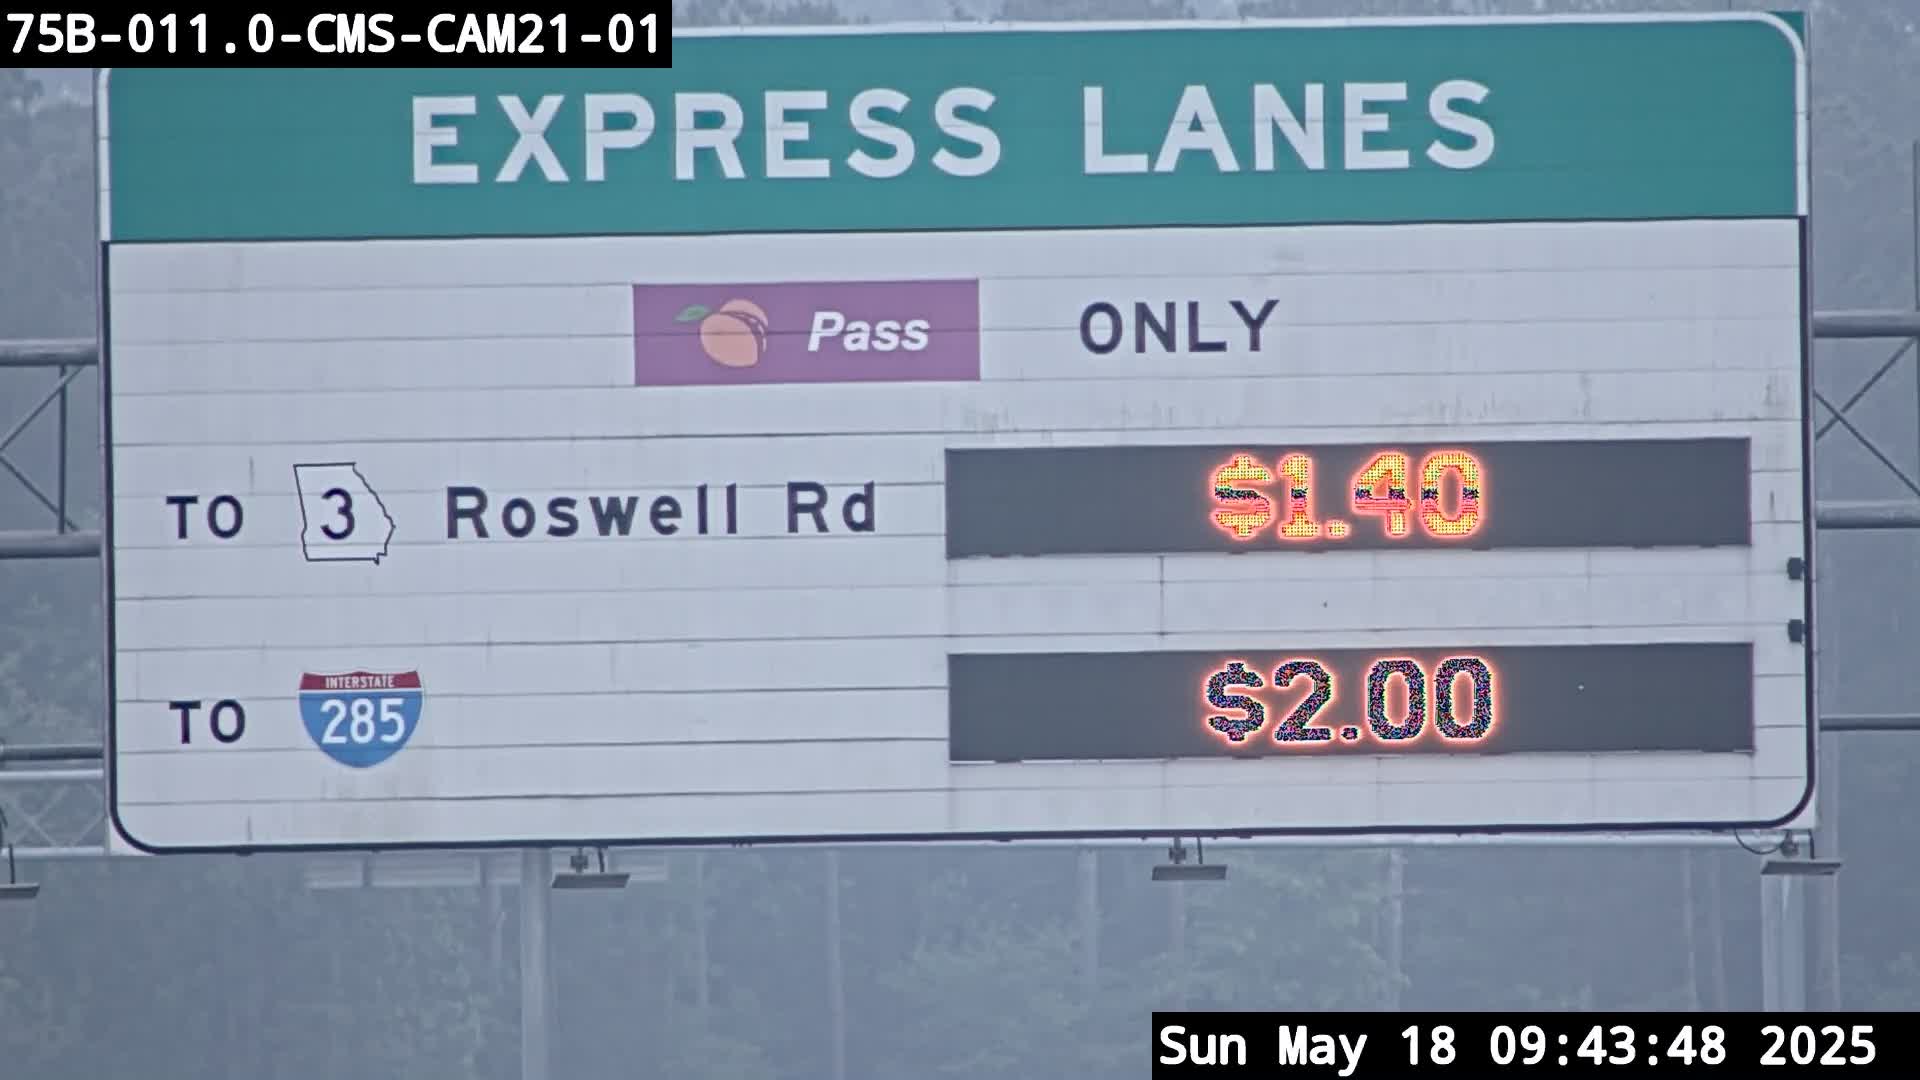 75B-011.0-CMS-CAM21-01
EXPRESS LANES
Pass ONLY
TO 3 Roswell Rd $1.40
TO INTERSTATE 285 $2.00
Sun May 18 09:43:48 2025